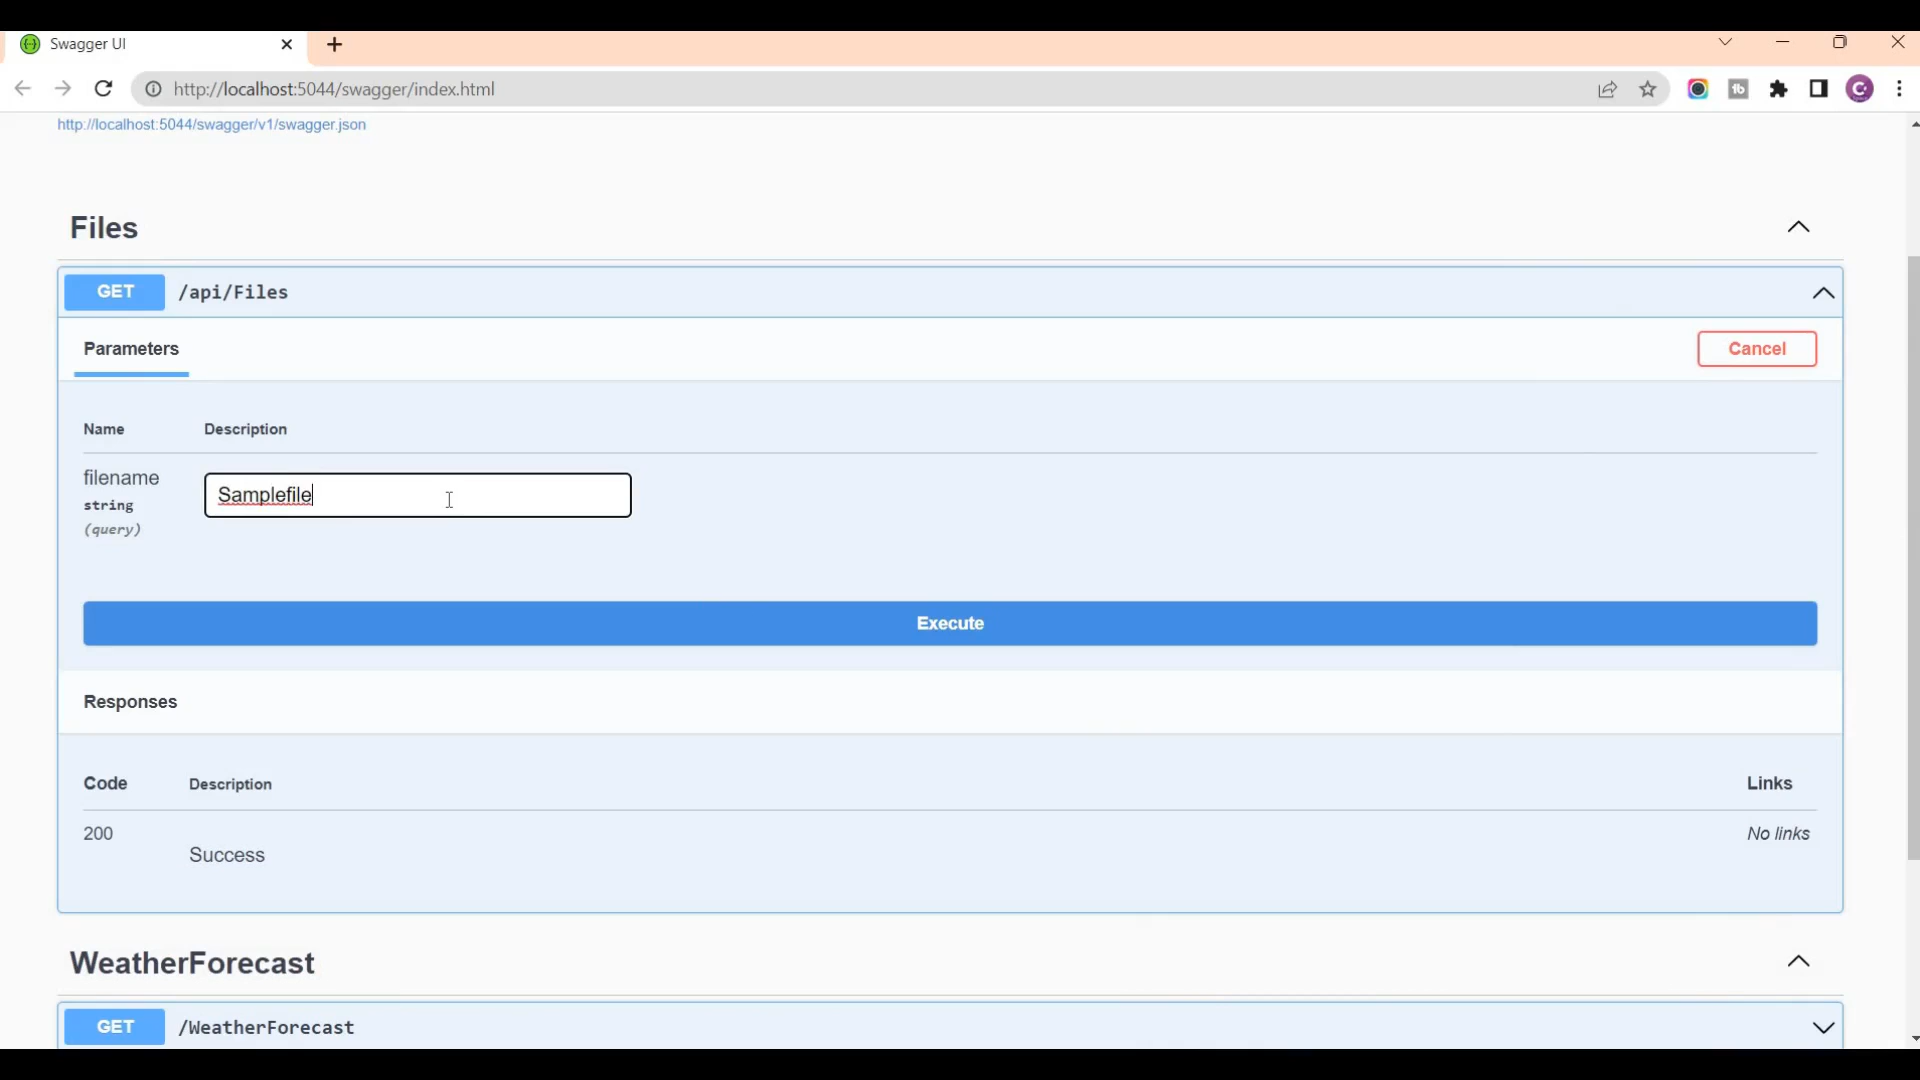 Swagger UI
http://localhost:5044/swagger/index.html
http://localhost:5044/swagger/v1/swagger.json
Files
GET /api/Files
Parameters
Cancel
Name Description
filename
string
(query)
Samplefile
Execute
Responses
Code Description Links
200 No links
Success
WeatherForecast
GET /WeatherForecast